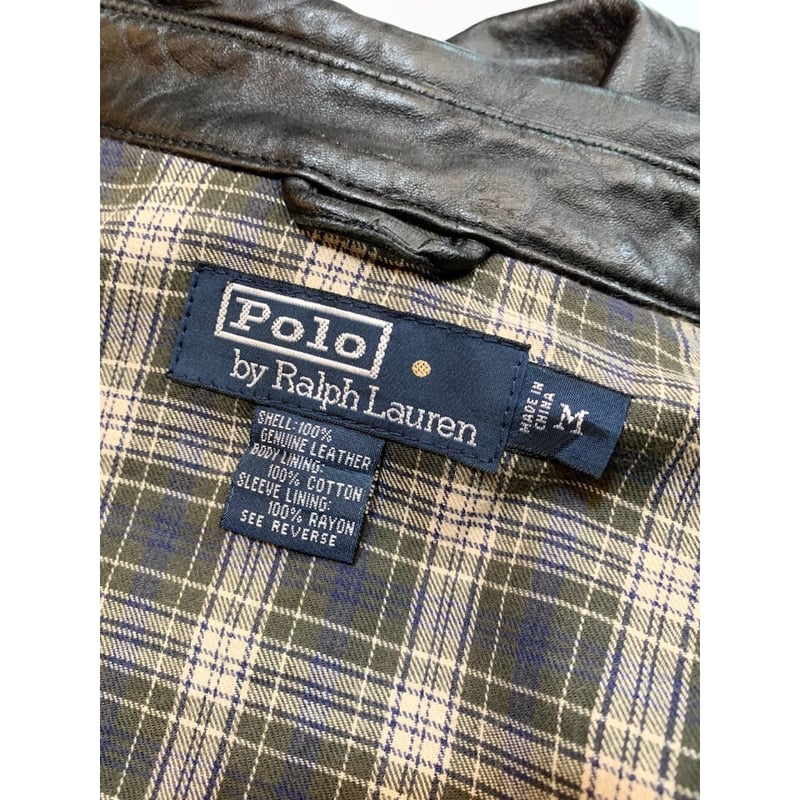 Polo
by Ralph Lauren
MADE IN
CHINA
M
SHELL:100%
GENUINE LEATHER
BODY LINING:
100% COTTON
SLEEVE LINING:
100% RAYON
SEE REVERSE